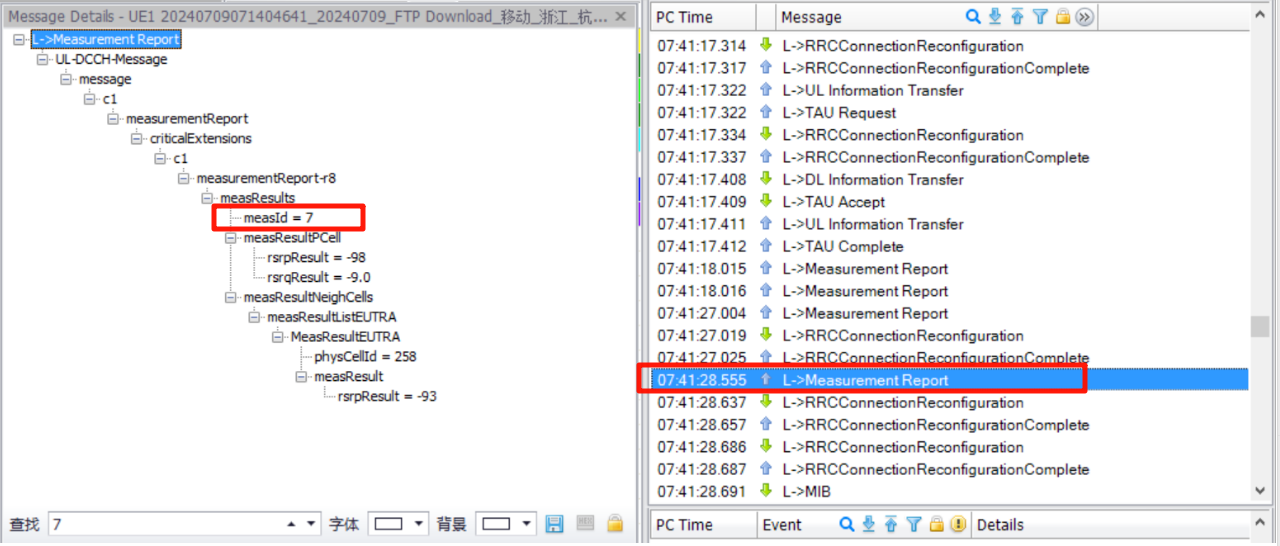 Message Details - UE1 20240709071404641_20240709_FTP Download_移动_浙江_杭...
L->Measurement Report
UL-DCCH-Message
message
c1
measurementReport
criticalExtensions
c1
measurementReport-r8
measResults
measId = 7
measResultPCell
rsrpResult = -98
rsrqResult = -9.0
measResultNeighCells
measResultListEUTRA
MeasResultEUTRA
physCellId = 258
measResult
rsrpResult = -93
查找 7 字体 背景
PC Time Message
07:41:17.314 L->RRCConnectionReconfiguration
07:41:17.317 L->RRCConnectionReconfigurationComplete
07:41:17.322 L->UL Information Transfer
07:41:17.322 L->TAU Request
07:41:17.334 L->RRCConnectionReconfiguration
07:41:17.337 L->RRCConnectionReconfigurationComplete
07:41:17.408 L->DL Information Transfer
07:41:17.409 L->TAU Accept
07:41:17.411 L->UL Information Transfer
07:41:17.412 L->TAU Complete
07:41:18.015 L->Measurement Report
07:41:18.016 L->Measurement Report
07:41:27.004 L->Measurement Report
07:41:27.019 L->RRCConnectionReconfiguration
07:41:27.025 L->RRCConnectionReconfigurationComplete
07:41:28.555 L->Measurement Report
07:41:28.637 L->RRCConnectionReconfiguration
07:41:28.657 L->RRCConnectionReconfigurationComplete
07:41:28.686 L->RRCConnectionReconfiguration
07:41:28.687 L->RRCConnectionReconfigurationComplete
07:41:28.691 L->MIB
PC Time Event Details